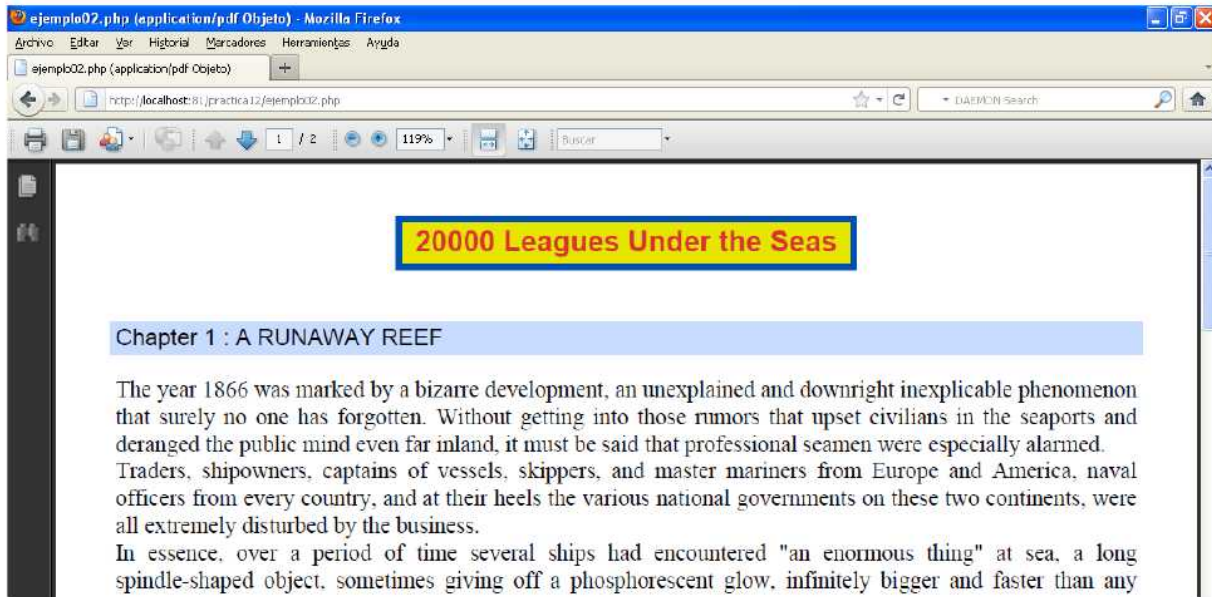 ejemplo02.php (application/pdf Objeto) - Mozilla Firefox
Archivo Editar Ver Historial Marcadores Herramientas Ayuda
ejemplo02.php (application/pdf Objeto)
http://localhost:81/practica12/ejemplo02.php DAEMON Search
1 / 2 119% Buscar
20000 Leagues Under the Seas
Chapter 1 : A RUNAWAY REEF
The year 1866 was marked by a bizarre development, an unexplained and downright inexplicable phenomenon
that surely no one has forgotten. Without getting into those rumors that upset civilians in the seaports and
deranged the public mind even far inland, it must be said that professional seamen were especially alarmed.
Traders, shipowners, captains of vessels, skippers, and master mariners from Europe and America, naval
officers from every country, and at their heels the various national governments on these two continents, were
all extremely disturbed by the business.
In essence, over a period of time several ships had encountered "an enormous thing" at sea, a long
spindle-shaped object, sometimes giving off a phosphorescent glow, infinitely bigger and faster than any